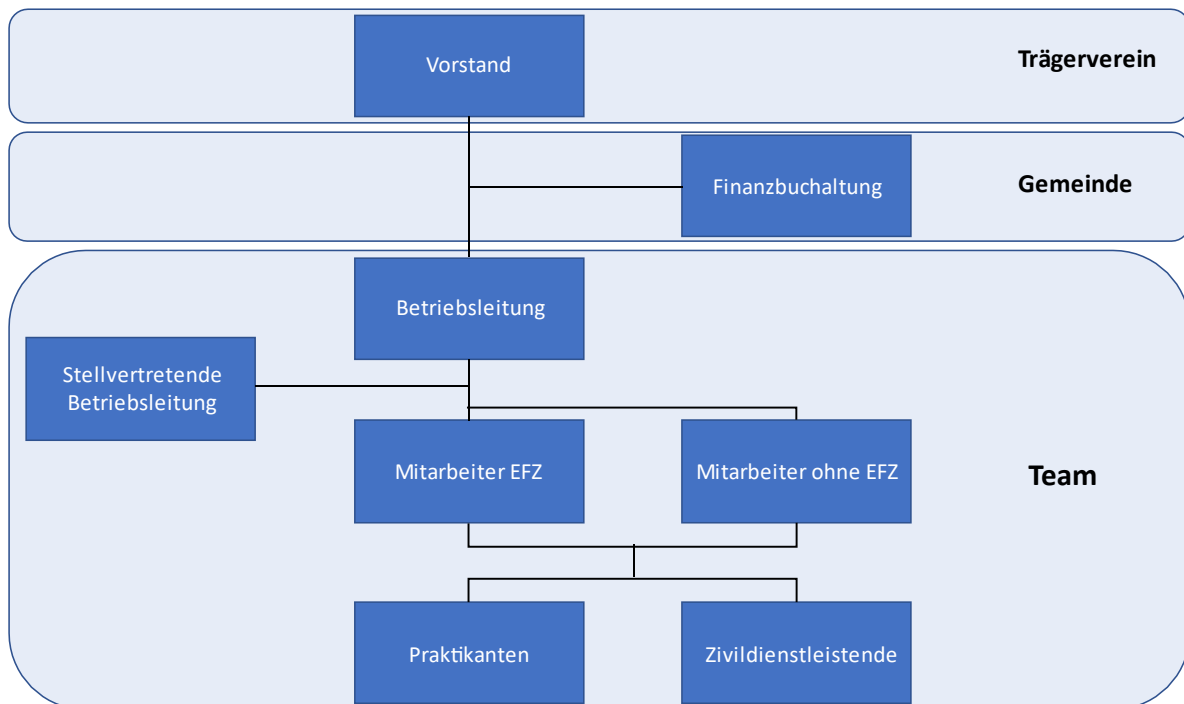 Vorstand
Trägerverein
Finanzbuchaltung
Gemeinde
Betriebsleitung
Stellvertretende
Betriebsleitung
Mitarbeiter EFZ
Mitarbeiter ohne EFZ
Team
Praktikanten
Zivildienstleistende